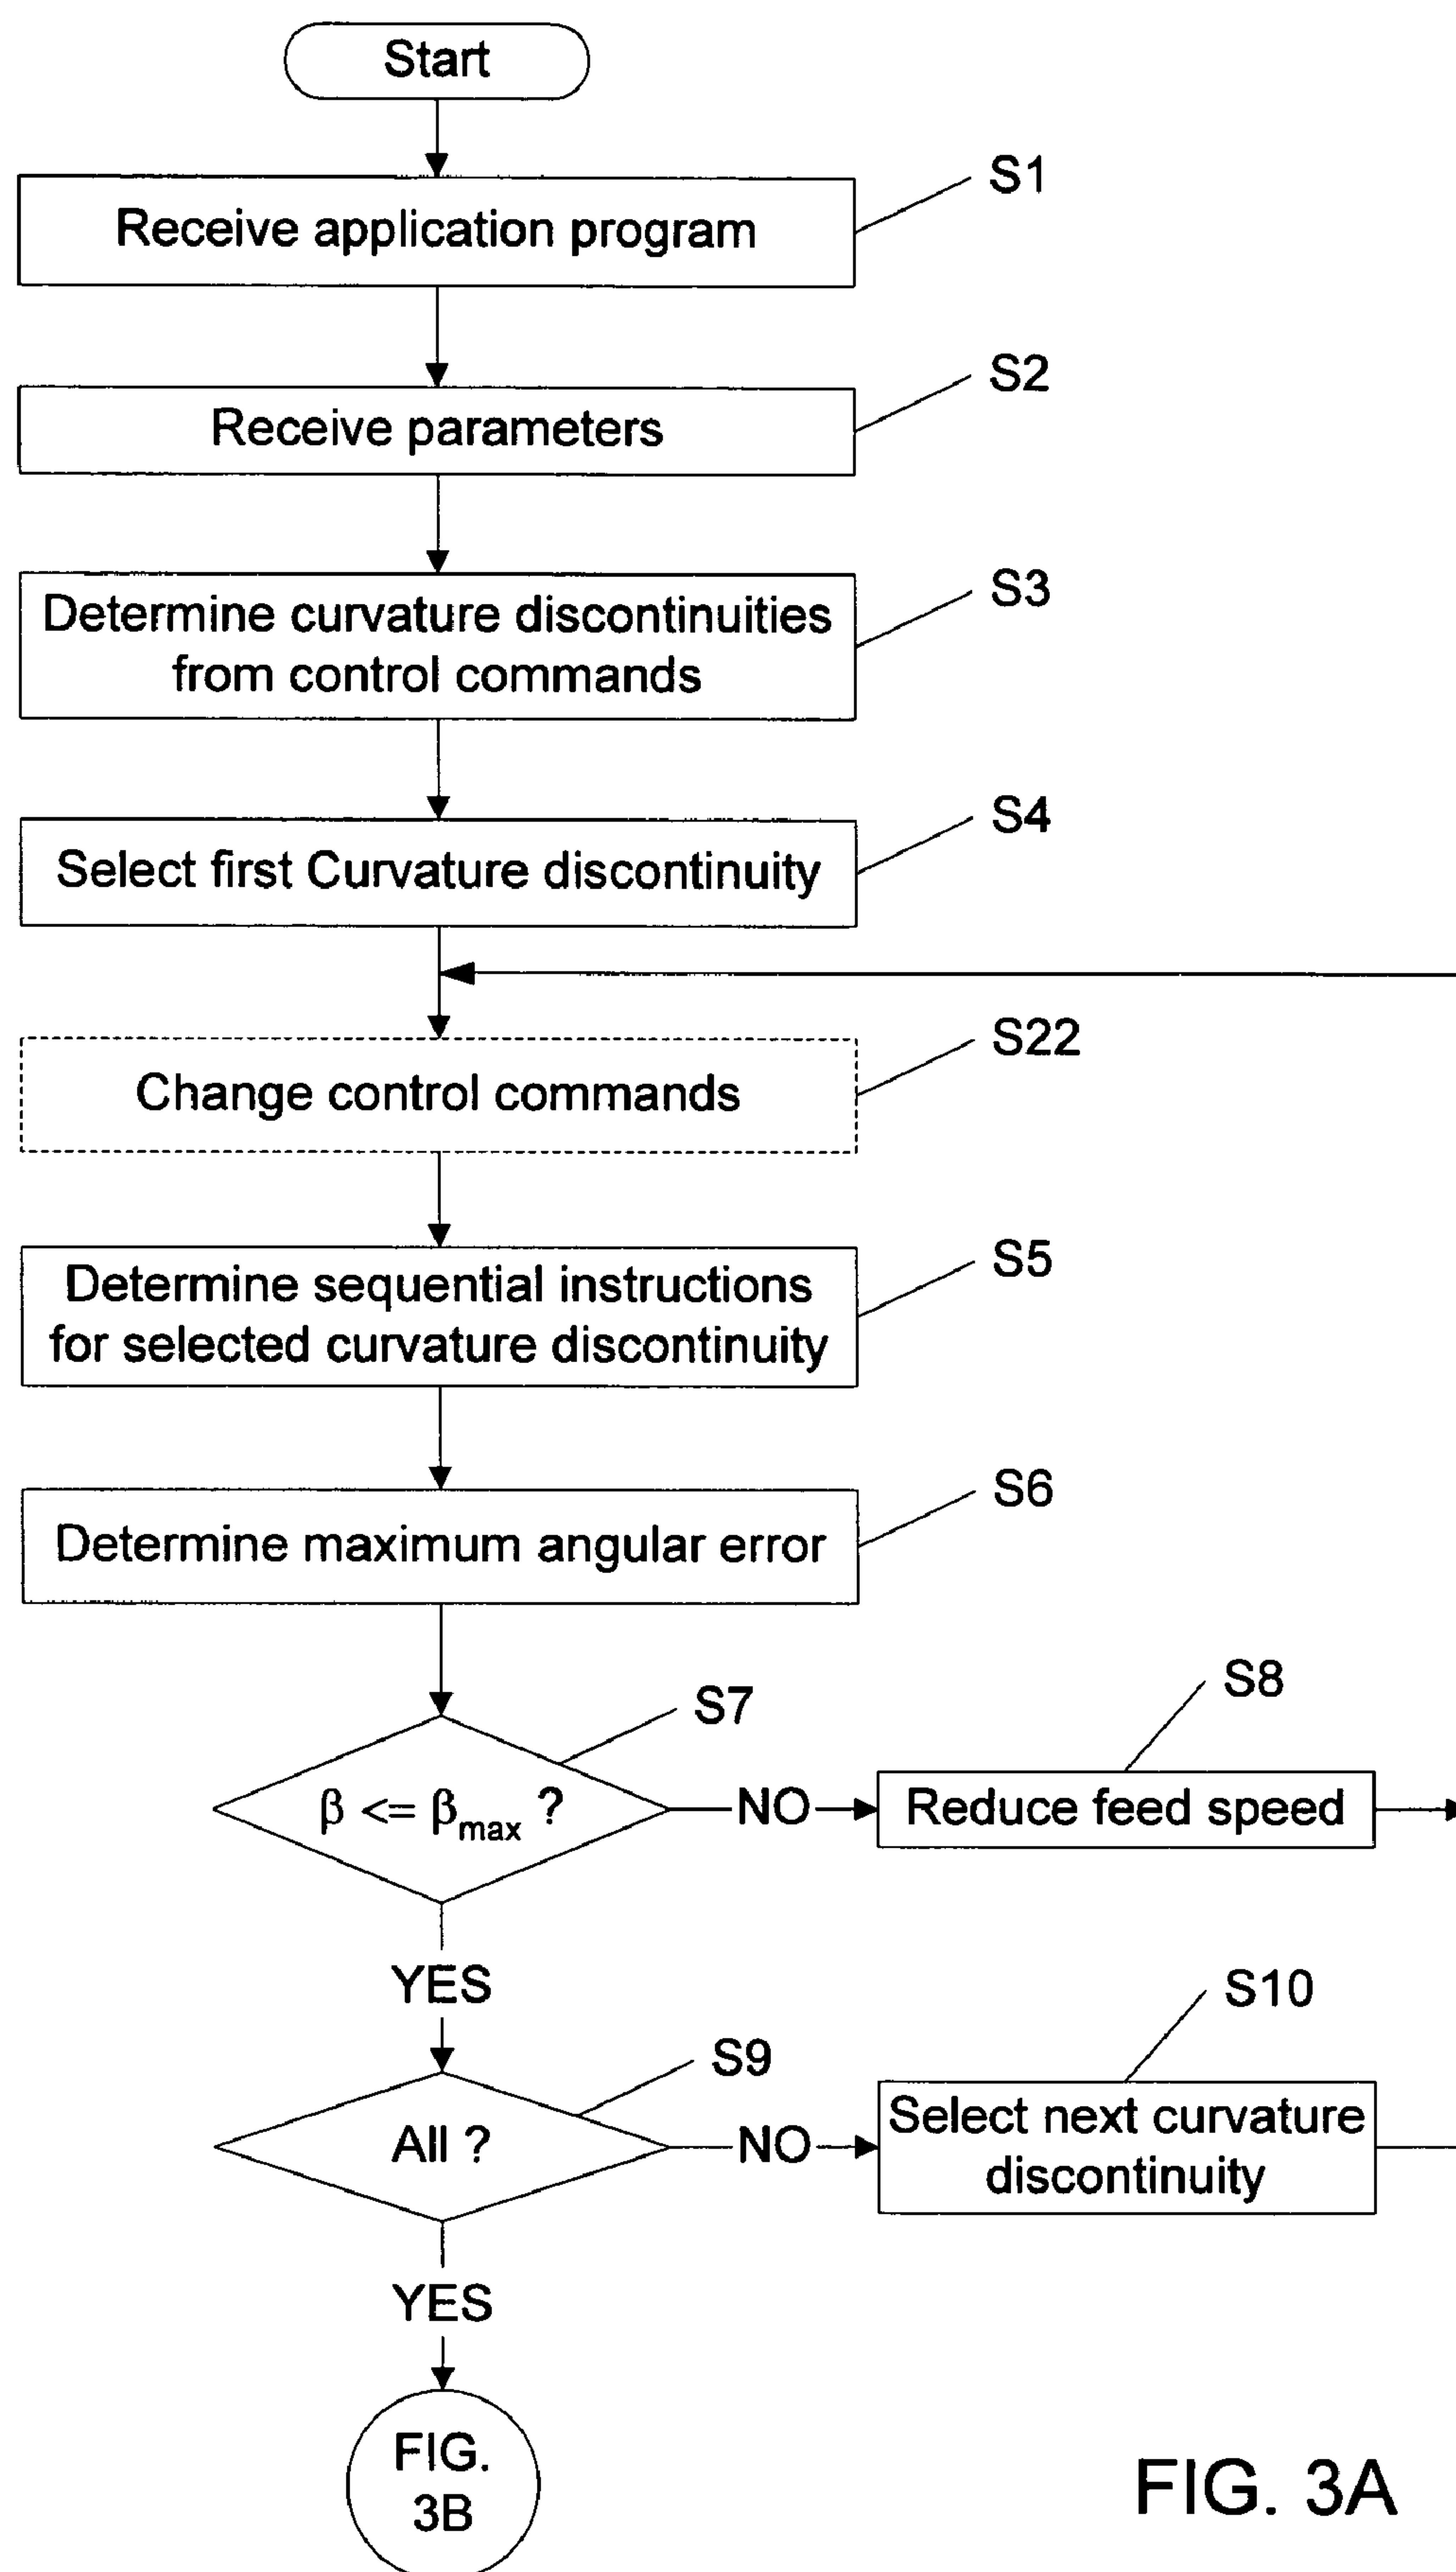 Start
S1
Receive application program
S2
Receive parameters
S3
Determine curvature discontinuities
from control commands
S4
Select first Curvature discontinuity
S22
Change control commands
S5
Determine sequential instructions
for selected curvature discontinuity
S6
Determine maximum angular error
S7
S8
β <= βmax ?
NO
Reduce feed speed
YES
S9
S10
All ?
NO
Select next curvature
discontinuity
YES
FIG.
3B
FIG. 3A